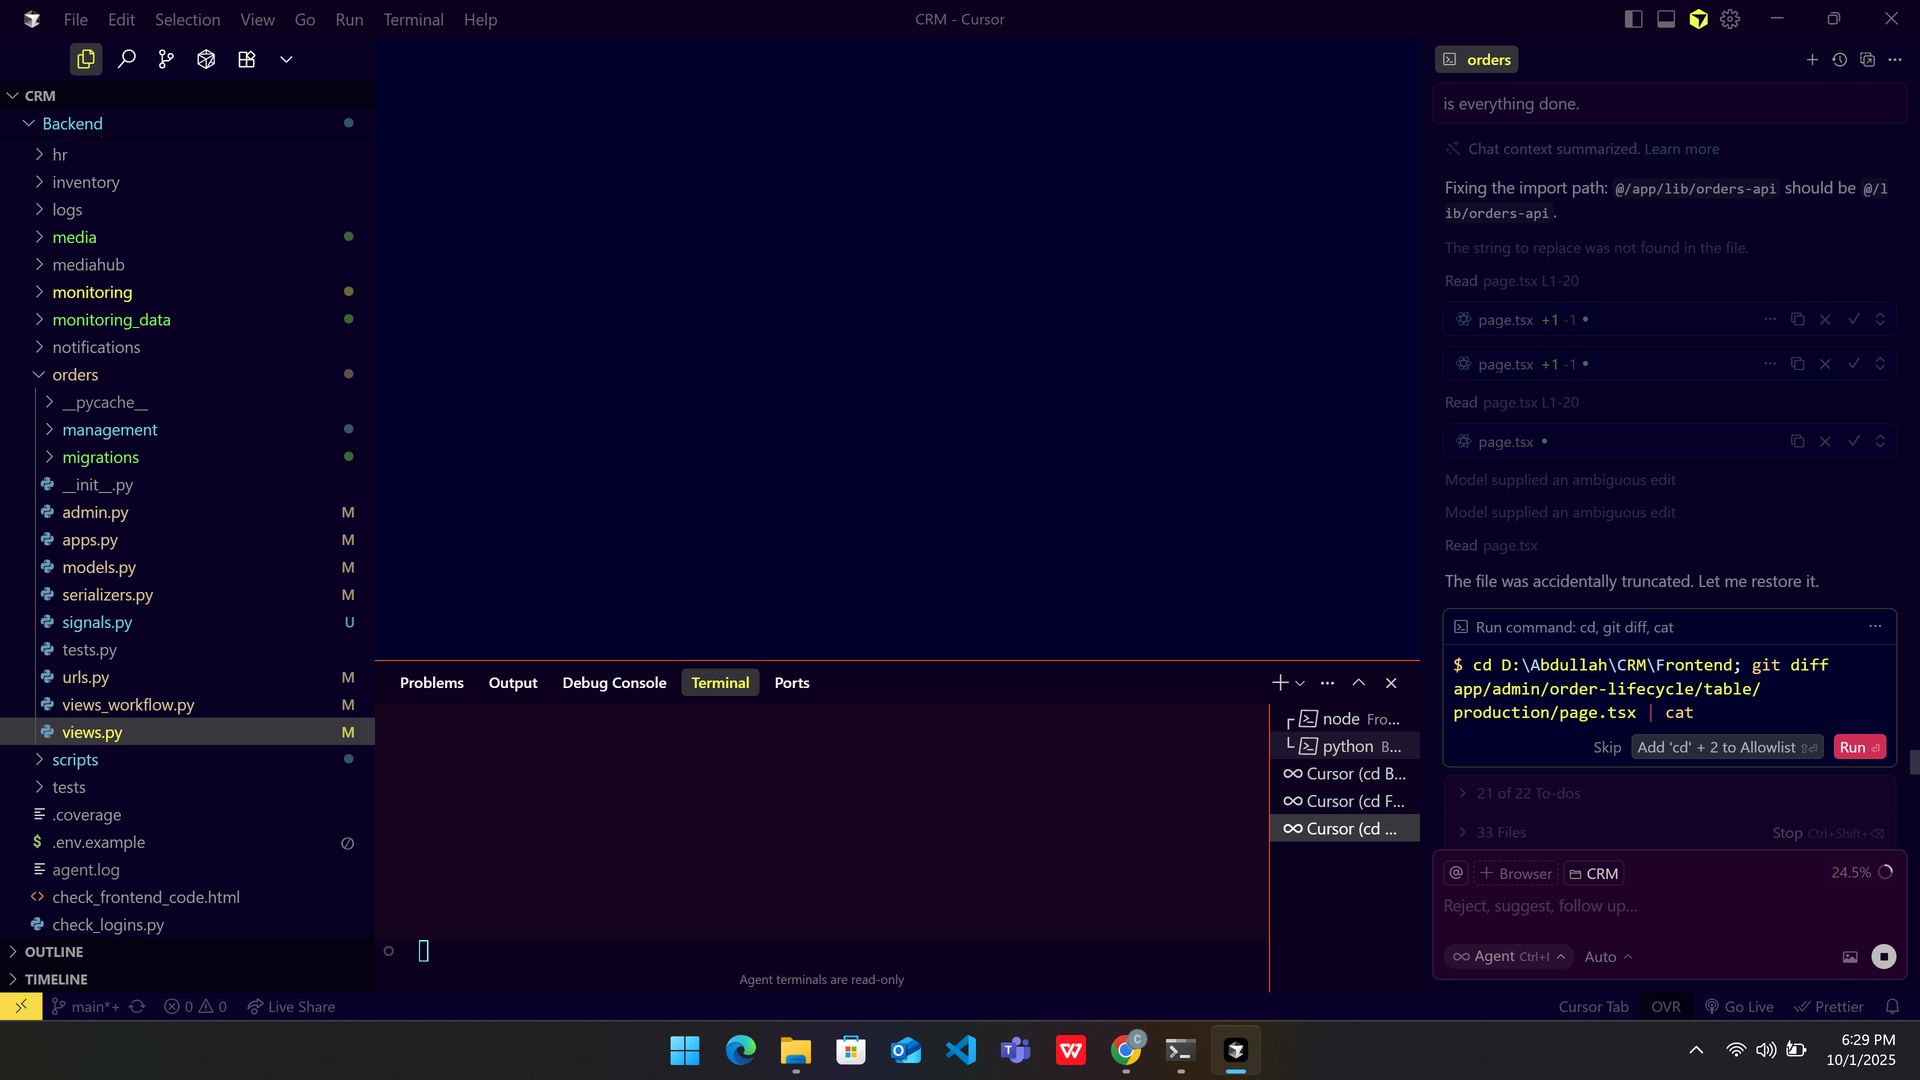 File Edit Selection View Go Run Terminal Help
CRM - Cursor
CRM
Backend
hr
inventory
logs
media
mediahub
monitoring
monitoring_data
notifications
orders
__pycache__
management
migrations
__init__.py
admin.py M
apps.py M
models.py M
serializers.py M
signals.py U
tests.py
urls.py M
views_workflow.py M
views.py M
scripts
tests
.coverage
$ .env.example
agent.log
check_frontend_code.html
check_logins.py
OUTLINE
TIMELINE
Problems Output Debug Console Terminal Ports
node Fro...
python B...
Cursor (cd B...
Cursor (cd F...
Cursor (cd ...
Agent terminals are read-only
orders
is everything done.
Chat context summarized. Learn more
Fixing the import path: @/app/lib/orders-api should be @/l
ib/orders-api.
The string to replace was not found in the file.
Read page.tsx L1-20
page.tsx +1 -1
page.tsx +1 -1
Read page.tsx L1-20
page.tsx
Model supplied an ambiguous edit
Model supplied an ambiguous edit
Read page.tsx
The file was accidentally truncated. Let me restore it.
Run command: cd, git diff, cat
$ cd D:\Abdullah\CRM\Frontend; git diff
app/admin/order-lifecycle/table/
production/page.tsx | cat
Skip Add 'cd' + 2 to Allowlist Run
21 of 22 To-dos
33 Files Stop Ctrl+Shift+
@ + Browser CRM 24.5%
Reject, suggest, follow up...
Agent Ctrl+I Auto
main*+ 0 0 Live Share
Cursor Tab OVR Go Live Prettier
6:29 PM
10/1/2025